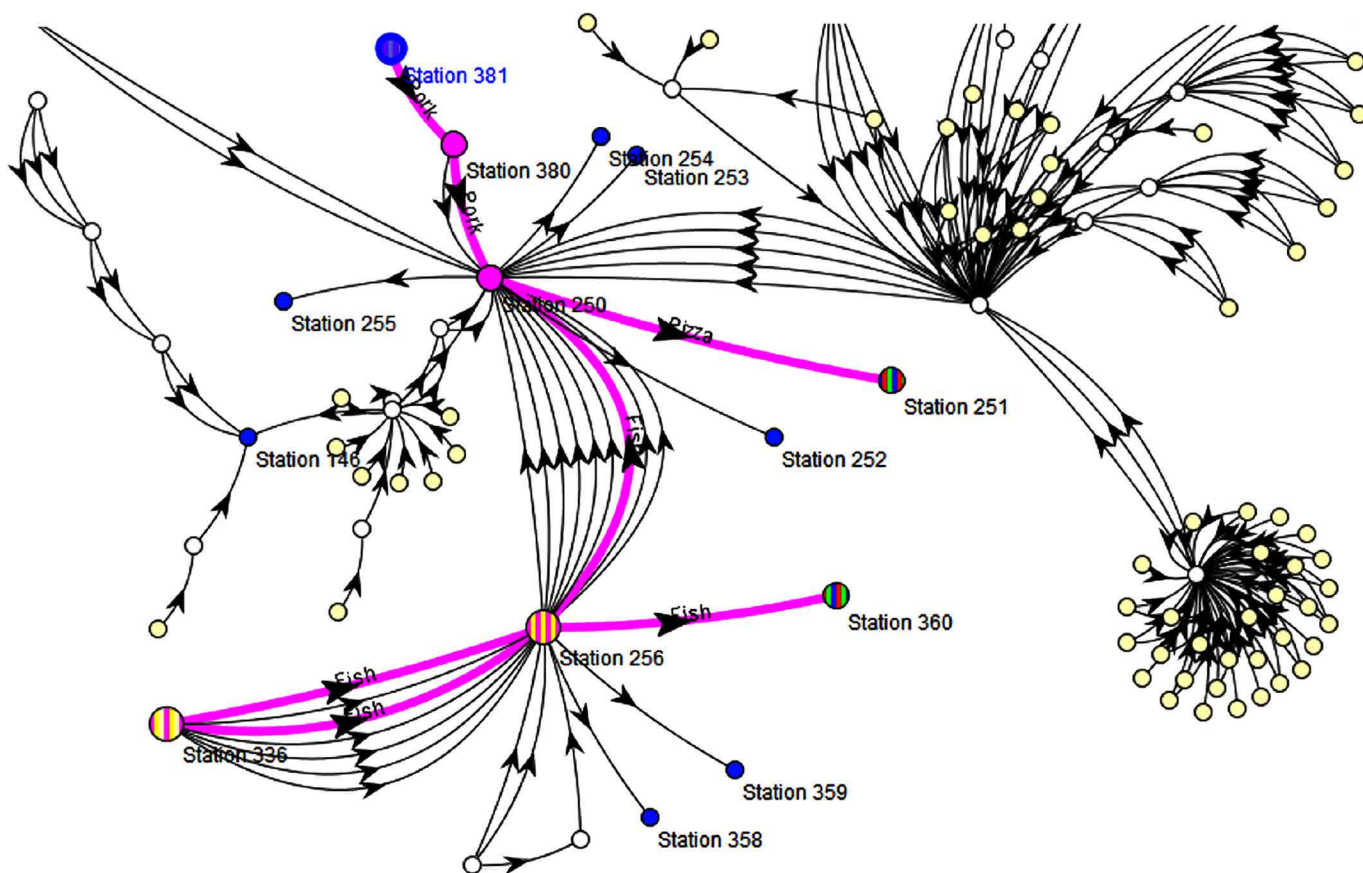 Station 381
Pork
Station 254
Station 380
Station 253
Pork
Station 250
Station 255
Pizza
Station 251
Fish
Station 146
Station 252
Fish
Station 360
Station 256
Fish
Fish
Station 336
Station 359
Station 358